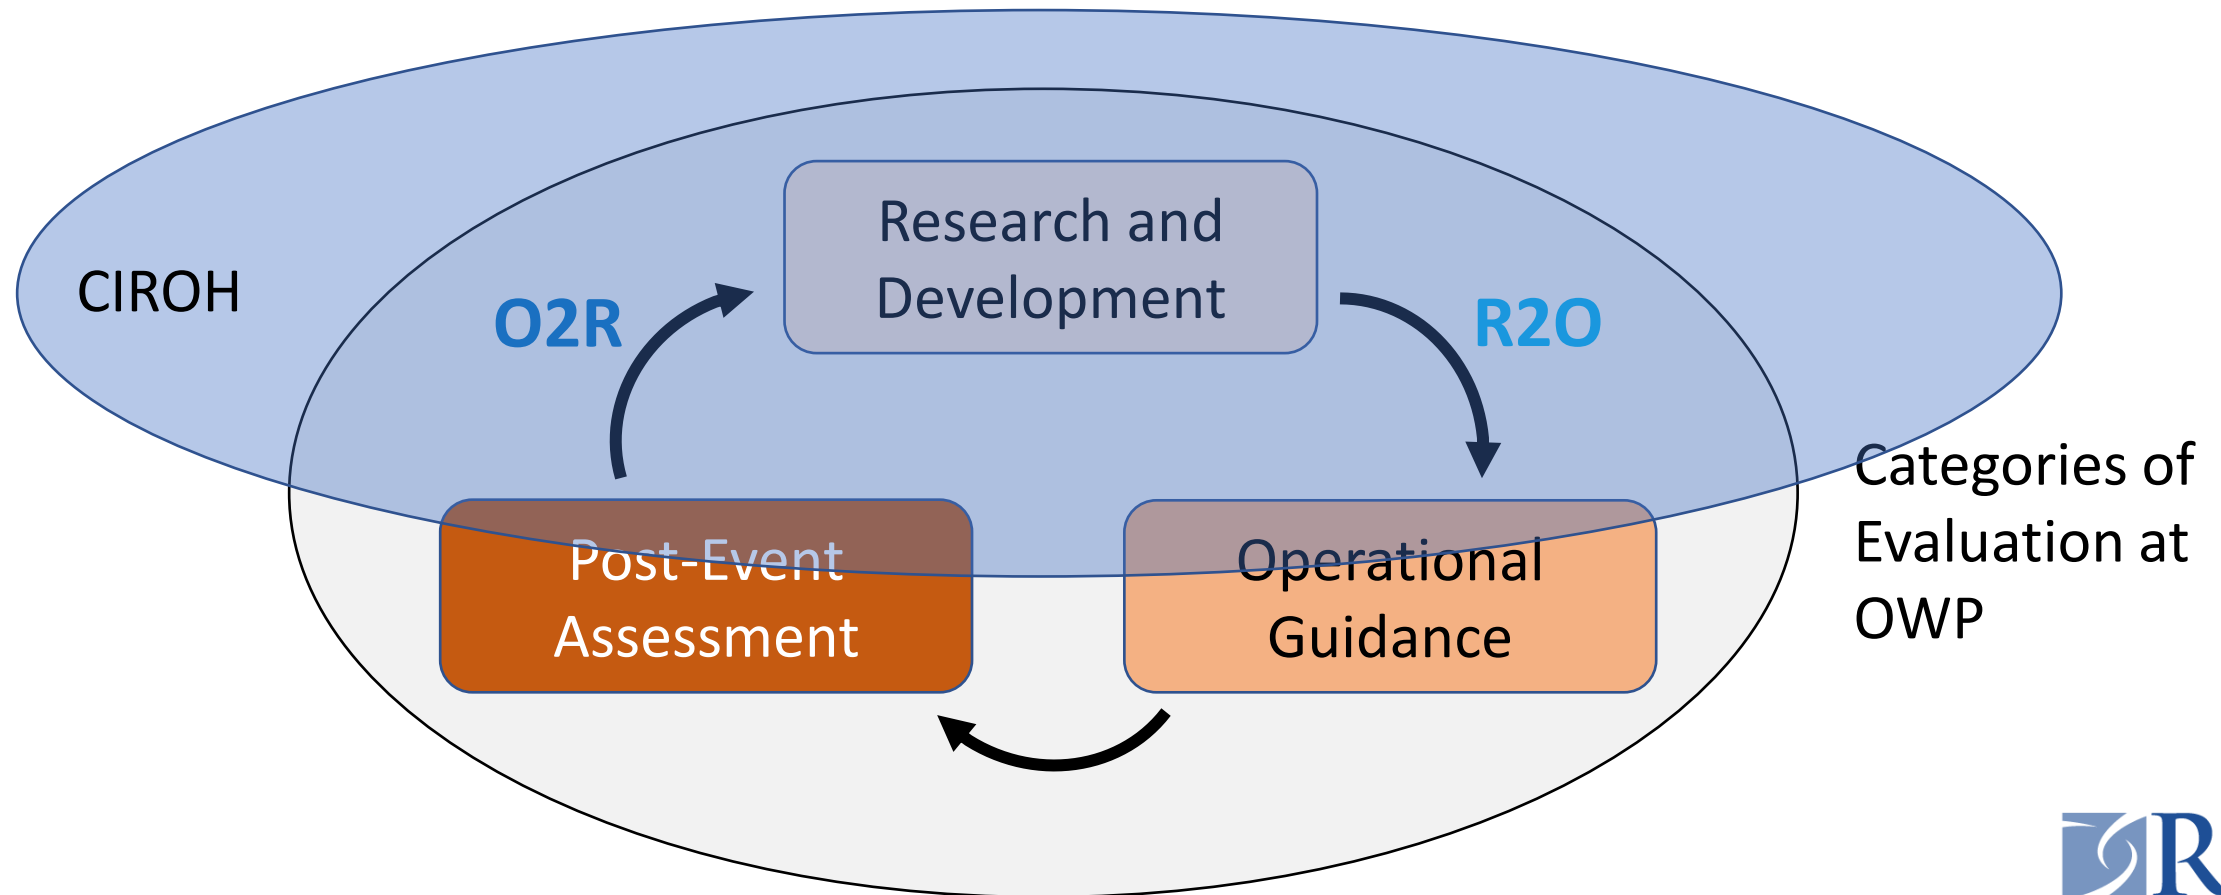 Research and
Development
CIROH
O2R
R2O
Post-Event
Assessment
Operational
Guidance
Categories of
Evaluation at
OWP
R